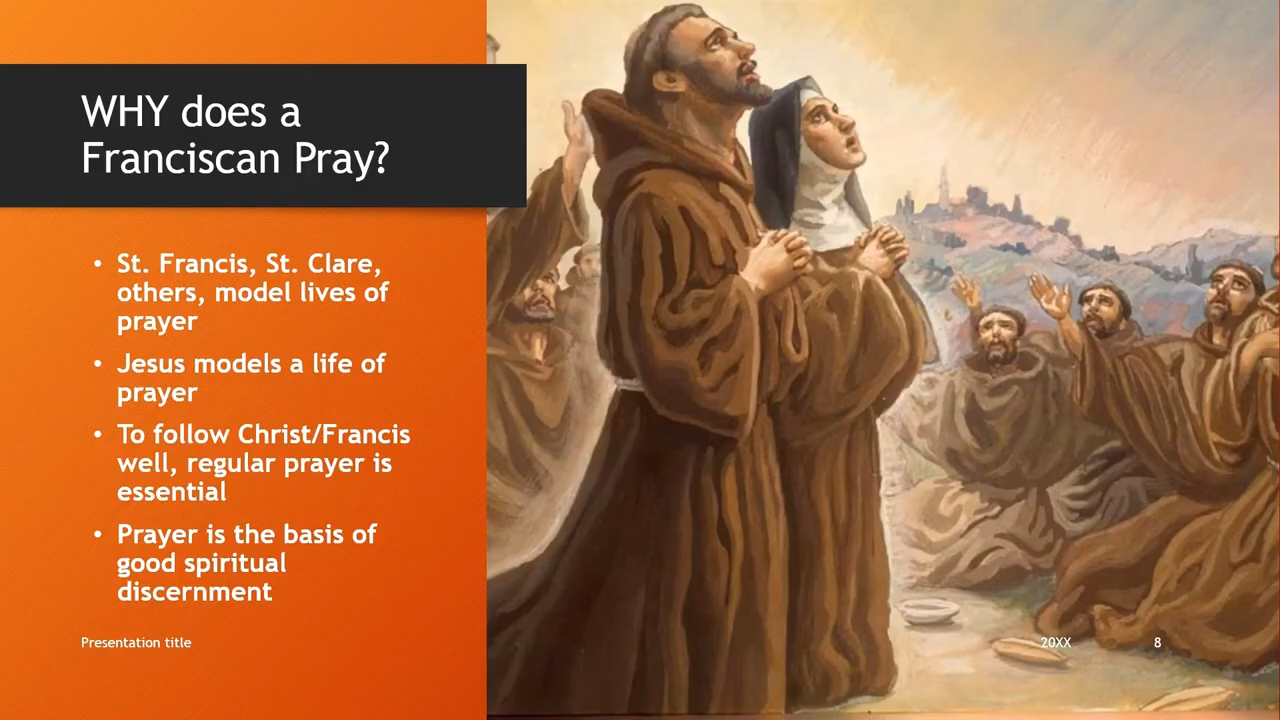 WHY does a
Franciscan Pray?
• St. Francis, St. Clare,
others, model lives of
prayer
• Jesus models a life of
prayer
• To follow Christ/Francis
well, regular prayer is
essential
• Prayer is the basis of
good spiritual
discernment
Presentation title
20XX
8